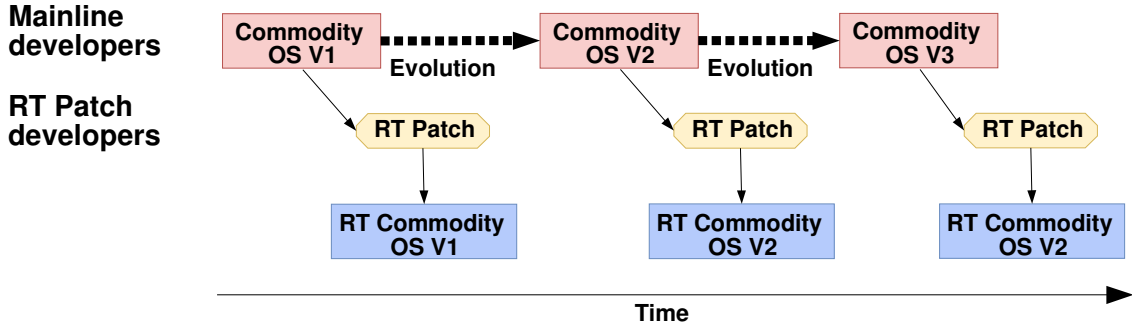 Mainline
developers
Commodity
OS V1
Evolution
Commodity
OS V2
Evolution
Commodity
OS V3
RT Patch
developers
RT Patch
RT Patch
RT Patch
RT Commodity
OS V1
RT Commodity
OS V2
RT Commodity
OS V2
Time